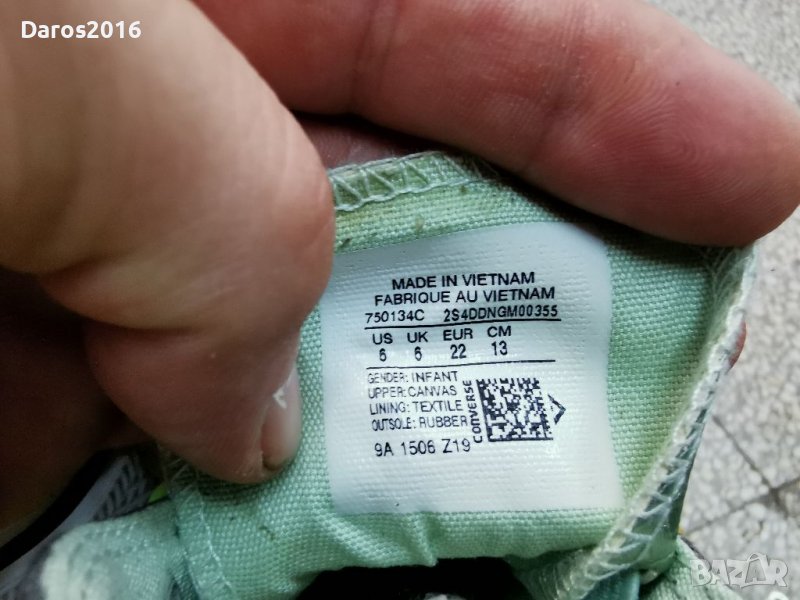 Daros2016
MADE IN VIETNAM
FABRIQUE AU VIETNAM
750134C 2S4DDNGM00355
US UK EUR CM
6 6 22 13
GENDER: INFANT
UPPER: CANVAS
LINING: TEXTILE
OUTSOLE: RUBBER
CONVERSE
9A 1506 Z19
BAZAR